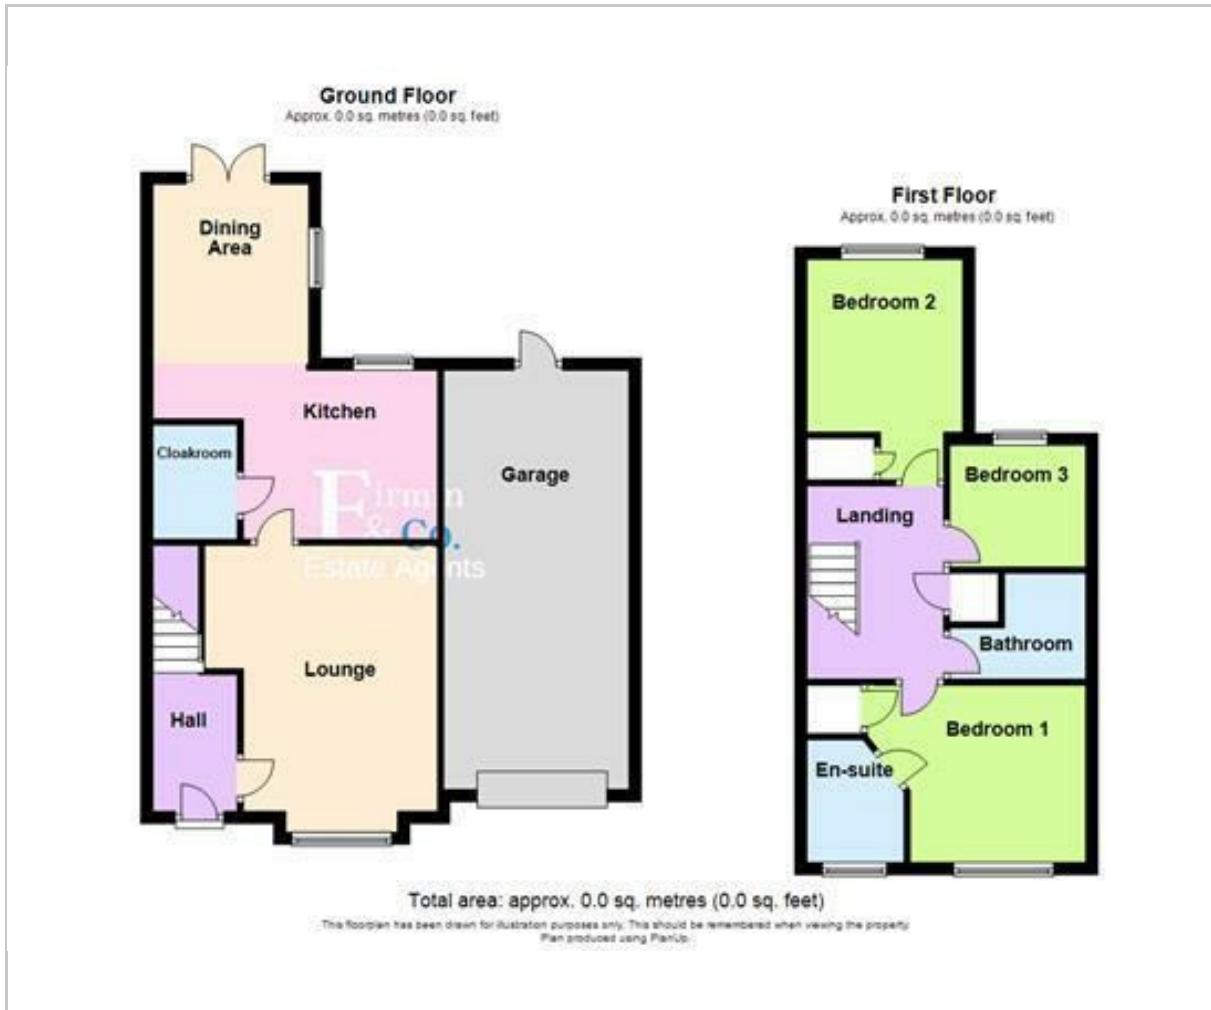 Ground Floor
Approx. 0.0 sq. metres (0.0 sq. feet)
Dining
Area
Kitchen
Cloakroom
Garage
Firmin
& Co.
Estate Agents
Lounge
Hall
First Floor
Approx. 0.0 sq. metres (0.0 sq. feet)
Bedroom 2
Bedroom 3
Landing
Bathroom
Bedroom 1
En-suite
Total area: approx. 0.0 sq. metres (0.0 sq. feet)
This floorplan has been drawn for illustration purposes only. This should be remembered when viewing the property.
Plan produced using PlanUp.